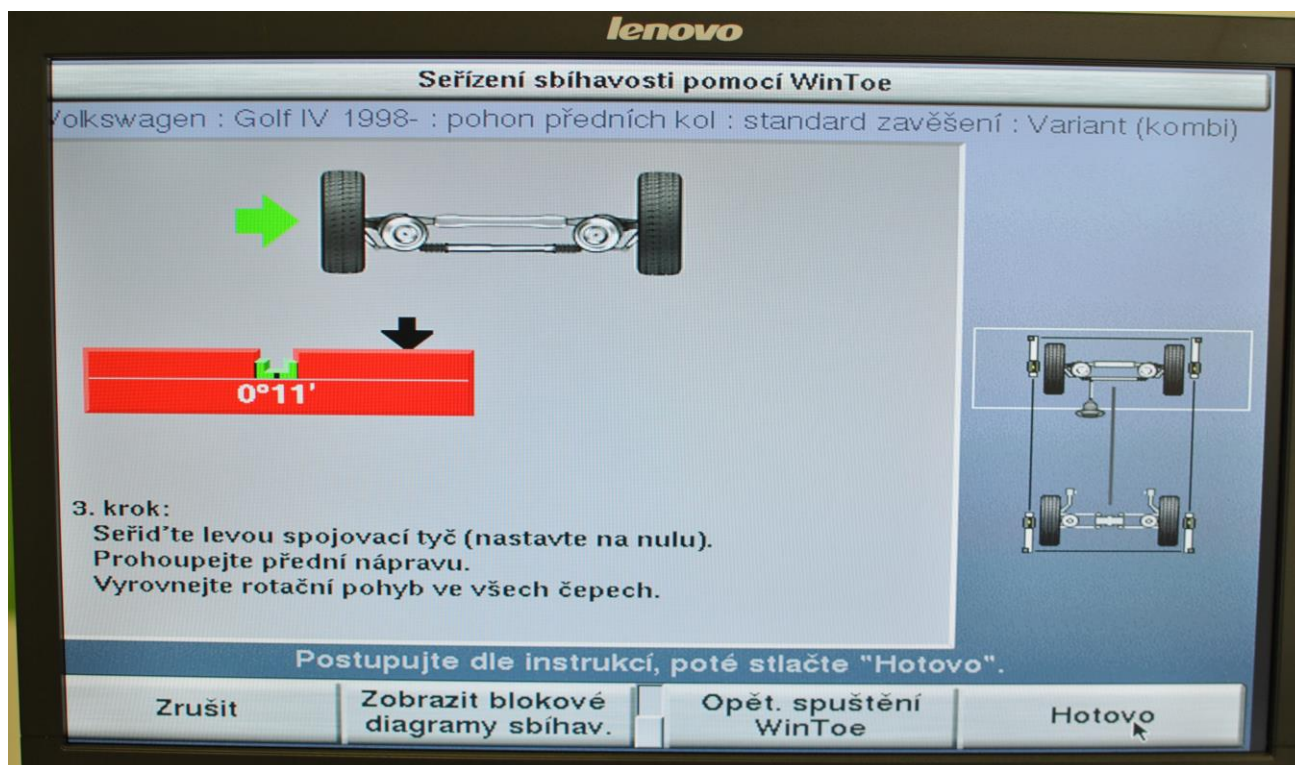 lenovo
Seřízení sbíhavosti pomocí WinToe
Volkswagen : Golf IV 1998- : pohon předních kol : standard zavěšení : Variant (kombi)
0°11'
3. krok:
Seřiďte levou spojovací tyč (nastavte na nulu).
Prohoupejte přední nápravu.
Vyrovnejte rotační pohyb ve všech čepech.
Postupujte dle instrukcí, poté stlačte "Hotovo".
Zrušit
Zobrazit blokové
diagramy sbíhav.
Opět. spuštění
WinToe
Hotovo